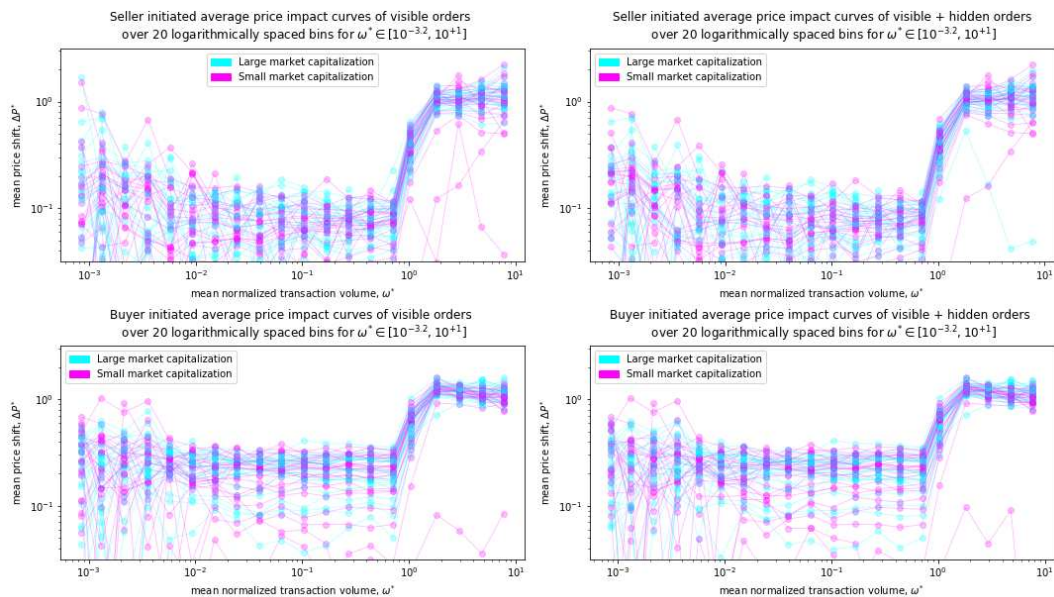 Seller initiated average price impact curves of visible orders
over 20 logarithmically spaced bins for ω* ∈ [10^−3.2, 10^+1]
Large market capitalization
Small market capitalization
mean price shift, ΔP*
10^0
10^−1
10^−3 10^−2 10^−1 10^0 10^1
mean normalized transaction volume, ω*
Seller initiated average price impact curves of visible + hidden orders
over 20 logarithmically spaced bins for ω* ∈ [10^−3.2, 10^+1]
Large market capitalization
Small market capitalization
mean price shift, ΔP*
10^0
10^−1
10^−3 10^−2 10^−1 10^0 10^1
mean normalized transaction volume, ω*
Buyer initiated average price impact curves of visible orders
over 20 logarithmically spaced bins for ω* ∈ [10^−3.2, 10^+1]
Large market capitalization
Small market capitalization
mean price shift, ΔP*
10^0
10^−1
10^−3 10^−2 10^−1 10^0 10^1
mean normalized transaction volume, ω*
Buyer initiated average price impact curves of visible + hidden orders
over 20 logarithmically spaced bins for ω* ∈ [10^−3.2, 10^+1]
Large market capitalization
Small market capitalization
mean price shift, ΔP*
10^0
10^−1
10^−3 10^−2 10^−1 10^0 10^1
mean normalized transaction volume, ω*